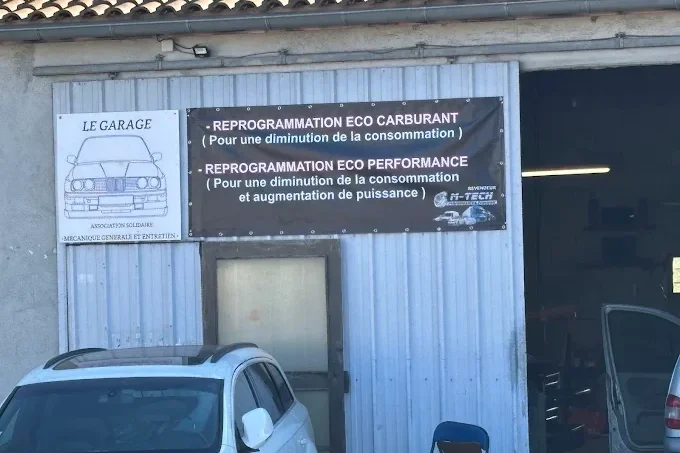 LE GARAGE
ASSOCIATION SOLIDAIRE
- MECANIQUE GENERALE ET ENTRETIEN -
- REPROGRAMMATION ECO CARBURANT
( Pour une diminution de la consommation )
- REPROGRAMMATION ECO PERFORMANCE
( Pour une diminution de la consommation
et augmentation de puissance )
REVENDEUR
M-TECH